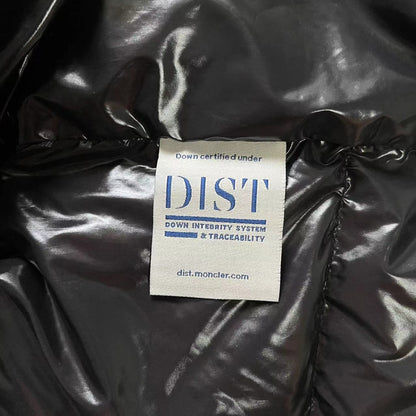 Down certified under
DIST
DOWN INTEGRITY SYSTEM
& TRACEABILITY
dist.moncler.com